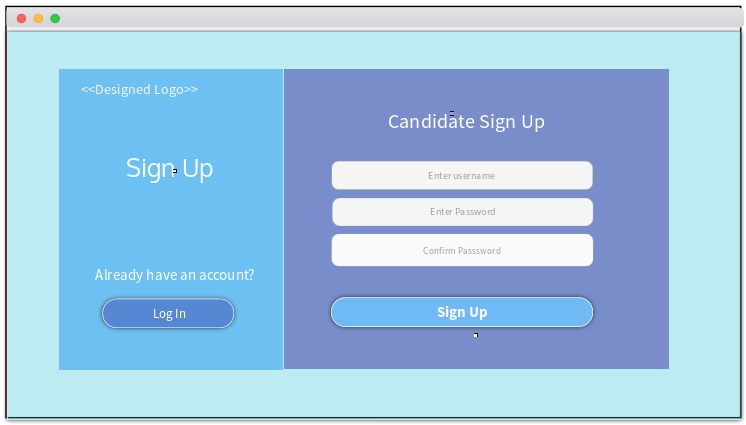 <<Designed Logo>>
Sign Up
Already have an account?
Log In
Candidate Sign Up
Enter username
Enter Password
Confirm Passsword
Sign Up